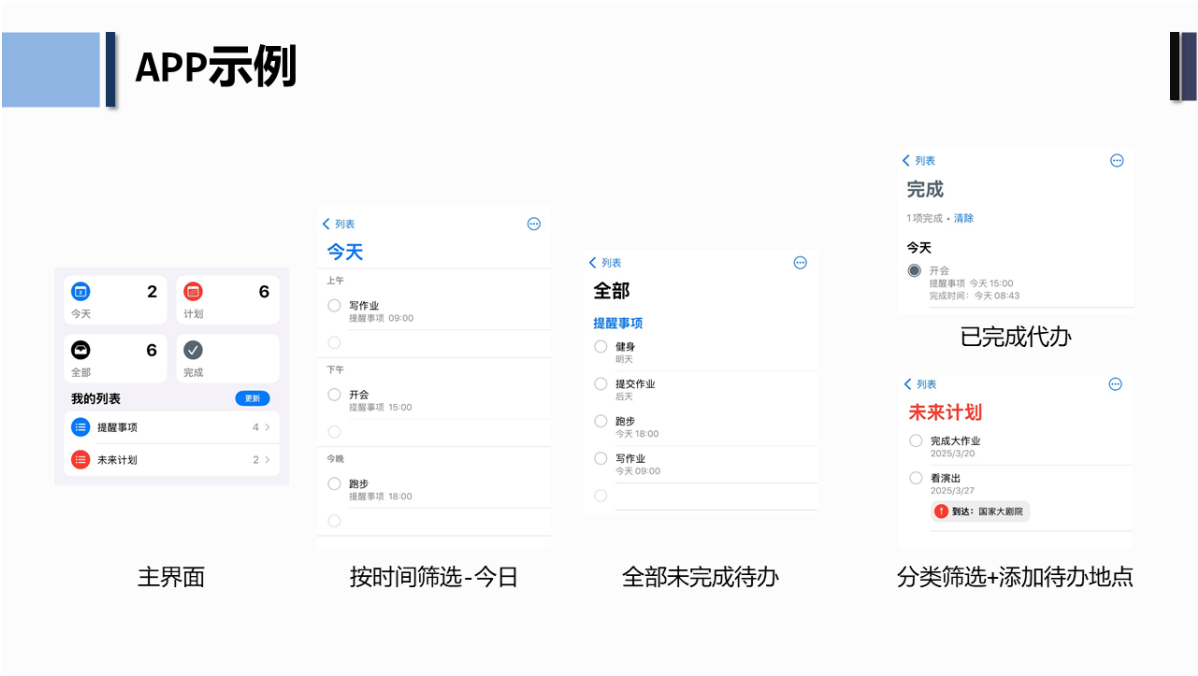 APP示例
2
今天
6
计划
6
全部
完成
我的列表
更新
提醒事项
4
未来计划
2
主界面
列表
今天
上午
写作业
提醒事项 09:00
下午
开会
提醒事项 15:00
今晚
跑步
提醒事项 18:00
按时间筛选-今日
列表
全部
提醒事项
健身
明天
提交作业
后天
跑步
今天 18:00
写作业
今天 09:00
全部未完成待办
列表
完成
1项完成 • 清除
今天
开会
提醒事项 今天 15:00
完成时间：今天 08:43
已完成代办
列表
未来计划
完成大作业
2025/3/20
看演出
2025/3/27
到达：国家大剧院
分类筛选+添加待办地点